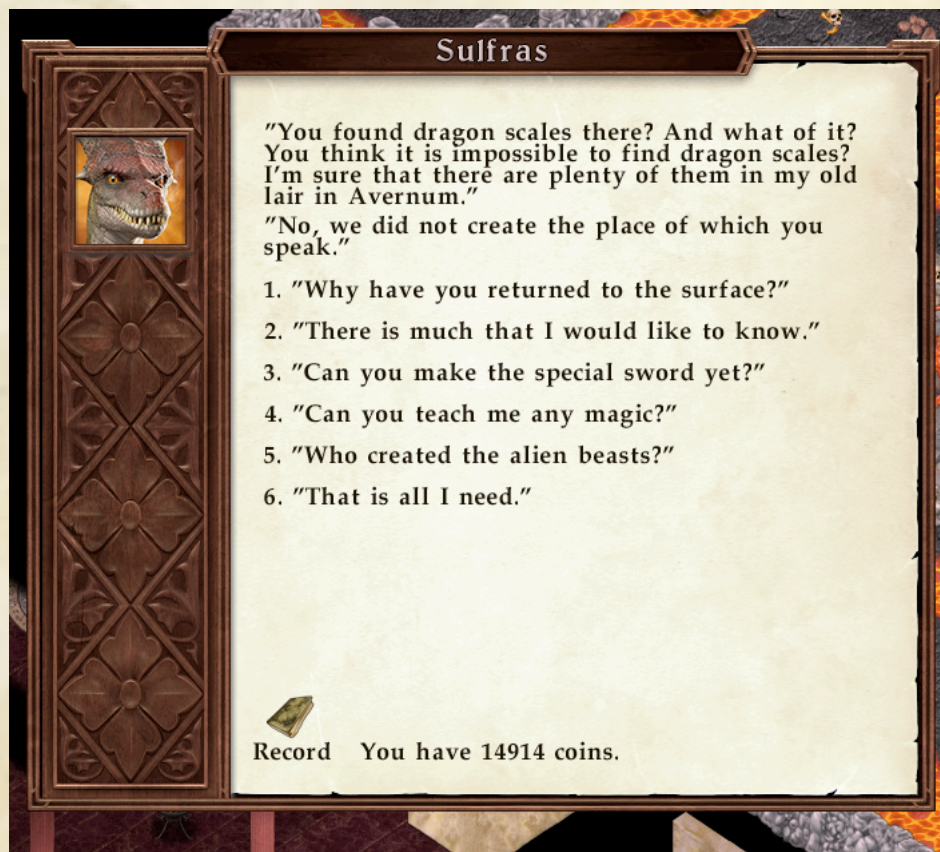 Sulfras
"You found dragon scales there? And what of it?
You think it is impossible to find dragon scales?
I'm sure that there are plenty of them in my old
lair in Avernum."
"No, we did not create the place of which you
speak."
1. "Why have you returned to the surface?"
2. "There is much that I would like to know."
3. "Can you make the special sword yet?"
4. "Can you teach me any magic?"
5. "Who created the alien beasts?"
6. "That is all I need."
Record You have 14914 coins.